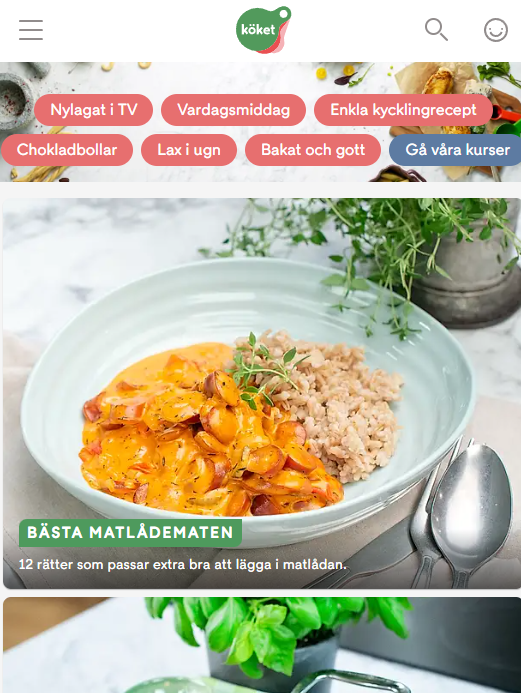 köket
Nylagat i TV
Vardagsmiddag
Enkla kycklingrecept
Chokladbollar
Lax i ugn
Bakat och gott
Gå våra kurser
BÄSTA MATLÅDEMATEN
12 rätter som passar extra bra att lägga i matlådan.